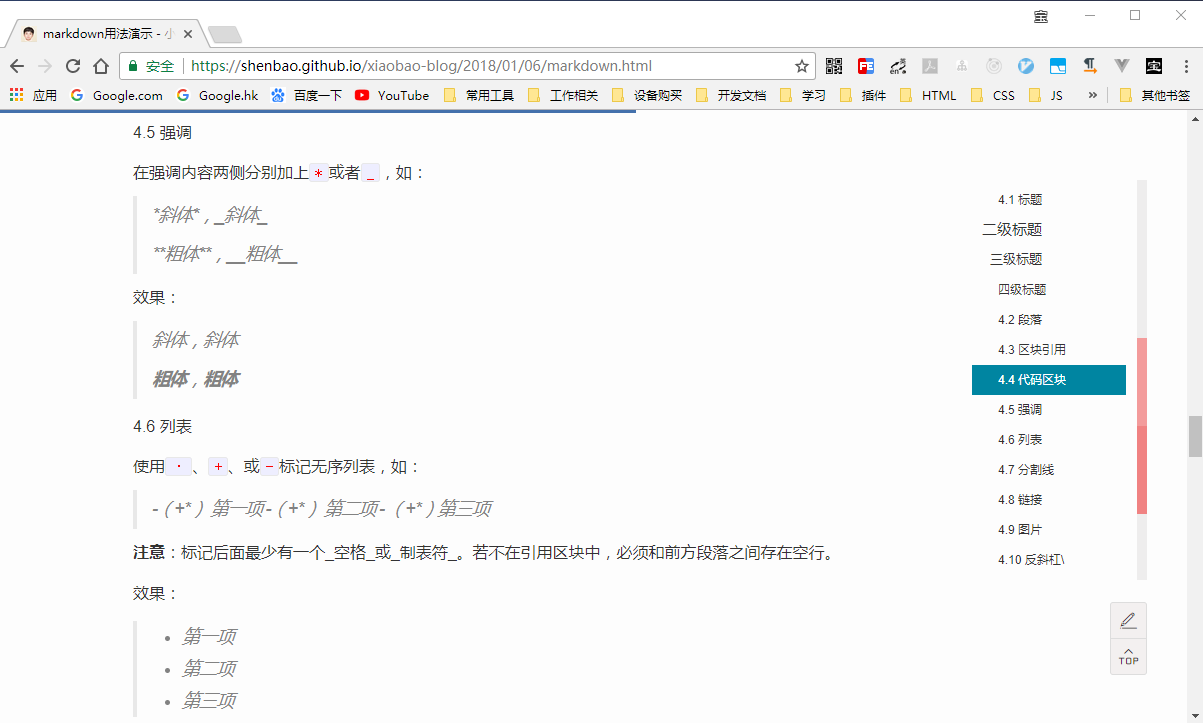 宝
markdown用法演示 - 小
安全 https://shenbao.github.io/xiaobao-blog/2018/01/06/markdown.html
应用 Google.com Google.hk 百度一下 YouTube 常用工具 工作相关 设备购买 开发文档 学习 插件 HTML CSS JS » 其他书签
4.5 强调
在强调内容两侧分别加上 * 或者 _ ，如：
*斜体*，_斜体_
**粗体**，__粗体__
效果：
斜体，斜体
粗体，粗体
4.6 列表
使用 · 、 + 、或 - 标记无序列表，如：
-（+*）第一项 -（+*）第二项 - （+*）第三项
注意：标记后面最少有一个_空格_或_制表符_。若不在引用区块中，必须和前方段落之间存在空行。
效果：
• 第一项
• 第二项
• 第三项
4.1 标题
二级标题
三级标题
四级标题
4.2 段落
4.3 区块引用
4.4 代码区块
4.5 强调
4.6 列表
4.7 分割线
4.8 链接
4.9 图片
4.10 反斜杠\
TOP